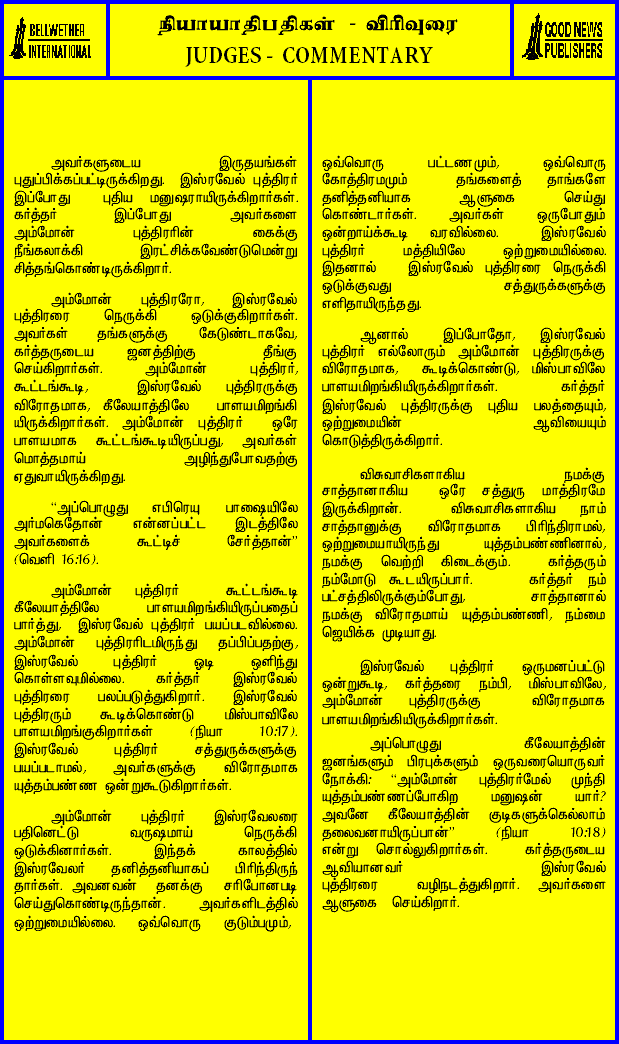 BELLWETHER
INTERNATIONAL
நியாயாதிபதிகள் - விரிவுரை
JUDGES - COMMENTARY
GOOD NEWS
PUBLISHERS
அவர்களுடைய இருதயங்கள்
புதுப்பிக்கப்பட்டிருக்கிறது. இஸ்ரவேல் புத்திரர்
இப்போது புதிய மனுஷராயிருக்கிறார்கள்.
கர்த்தர் இப்போது அவர்களை
அம்மோன் புத்திரரின் கைக்கு
நீங்கலாக்கி இரட்சிக்கவேண்டுமென்று
சித்தங்கொண்டிருக்கிறார்.
அம்மோன் புத்திரரோ, இஸ்ரவேல்
புத்திரரை நெருக்கி ஒடுக்குகிறார்கள்.
அவர்கள் தங்களுக்கு கேடுண்டாகவே,
கர்த்தருடைய ஜனத்திற்கு தீங்கு
செய்கிறார்கள். அம்மோன் புத்திரர்,
கூட்டங்கூடி, இஸ்ரவேல் புத்திரருக்கு
விரோதமாக, கீலேயாத்திலே பாளயமிறங்கி
யிருக்கிறார்கள். அம்மோன் புத்திரர் ஒரே
பாளயமாக கூட்டங்கூடியிருப்பது, அவர்கள்
மொத்தமாய் அழிந்துபோவதற்கு
ஏதுவாயிருக்கிறது.
“அப்பொழுது எபிரெயு பாஷையிலே
அர்மகெதோன் என்னப்பட்ட இடத்திலே
அவர்களைக் கூட்டிச் சேர்த்தான்”
(வெளி 16:16).
அம்மோன் புத்திரர் கூட்டங்கூடி
கீலேயாத்திலே பாளயமிறங்கியிருப்பதைப்
பார்த்து, இஸ்ரவேல் புத்திரர் பயப்படவில்லை.
அம்மோன் புத்திரரிடமிருந்து தப்பிப்பதற்கு,
இஸ்ரவேல் புத்திரர் ஓடி ஒளிந்து
கொள்ளவுமில்லை. கர்த்தர் இஸ்ரவேல்
புத்திரரை பலப்படுத்துகிறார். இஸ்ரவேல்
புத்திரரும் கூடிக்கொண்டு மிஸ்பாவிலே
பாளயமிறங்குகிறார்கள் (நியா 10:17).
இஸ்ரவேல் புத்திரர் சத்துருக்களுக்கு
பயப்படாமல், அவர்களுக்கு விரோதமாக
யுத்தம்பண்ண ஒன்றுகூடுகிறார்கள்.
அம்மோன் புத்திரர் இஸ்ரவேலரை
பதினெட்டு வருஷமாய் நெருக்கி
ஒடுக்கினார்கள். இந்தக் காலத்தில்
இஸ்ரவேலர் தனித்தனியாகப் பிரிந்திருந்
தார்கள். அவனவன் தனக்கு சரிபோனபடி
செய்துகொண்டிருந்தான். அவர்களிடத்தில்
ஒற்றுமையில்லை. ஒவ்வொரு குடும்பமும்,
ஒவ்வொரு பட்டணமும், ஒவ்வொரு
கோத்திரமமும் தங்களைத் தாங்களே
தனித்தனியாக ஆளுகை செய்து
கொண்டார்கள். அவர்கள் ஒருபோதும்
ஒன்றாய்க்கூடி வரவில்லை. இஸ்ரவேல்
புத்திரர் மத்தியிலே ஒற்றுமையில்லை.
இதனால் இஸ்ரவேல் புத்திரரை நெருக்கி
ஒடுக்குவது சத்துருக்களுக்கு
எளிதாயிருந்தது.
ஆனால் இப்போதோ, இஸ்ரவேல்
புத்திரர் எல்லோரும் அம்மோன் புத்திரருக்கு
விரோதமாக, கூடிக்கொண்டு, மிஸ்பாவிலே
பாளயமிறங்கியிருக்கிறார்கள். கர்த்தர்
இஸ்ரவேல் புத்திரருக்கு புதிய பலத்தையும்,
ஒற்றுமையின் ஆவியையும்
கொடுத்திருக்கிறார்.
விசுவாசிகளாகிய நமக்கு
சாத்தானாகிய ஒரே சத்துரு மாத்திரமே
இருக்கிறான். விசுவாசிகளாகிய நாம்
சாத்தானுக்கு விரோதமாக பிரிந்திராமல்,
ஒற்றுமையாயிருந்து யுத்தம்பண்ணினால்,
நமக்கு வெற்றி கிடைக்கும். கர்த்தரும்
நம்மோடு கூடயிருப்பார். கர்த்தர் நம்
பட்சத்திலிருக்கும்போது, சாத்தானால்
நமக்கு விரோதமாய் யுத்தம்பண்ணி, நம்மை
ஜெயிக்க முடியாது.
இஸ்ரவேல் புத்திரர் ஒருமனப்பட்டு
ஒன்றுகூடி, கர்த்தரை நம்பி, மிஸ்பாவிலே,
அம்மோன் புத்திரருக்கு விரோதமாக
பாளயமிறங்கியிருக்கிறார்கள்.
அப்பொழுது கீலேயாத்தின்
ஜனங்களும் பிரபுக்களும் ஒருவரையொருவர்
நோக்கி: “அம்மோன் புத்திரர்மேல் முந்தி
யுத்தம்பண்ணப்போகிற மனுஷன் யார்?
அவனே கீலேயாத்தின் குடிகளுக்கெல்லாம்
தலைவனாயிருப்பான்” (நியா 10:18)
என்று சொல்லுகிறார்கள். கர்த்தருடைய
ஆவியானவர் இஸ்ரவேல்
புத்திரரை வழிநடத்துகிறார். அவர்களை
ஆளுகை செய்கிறார்.